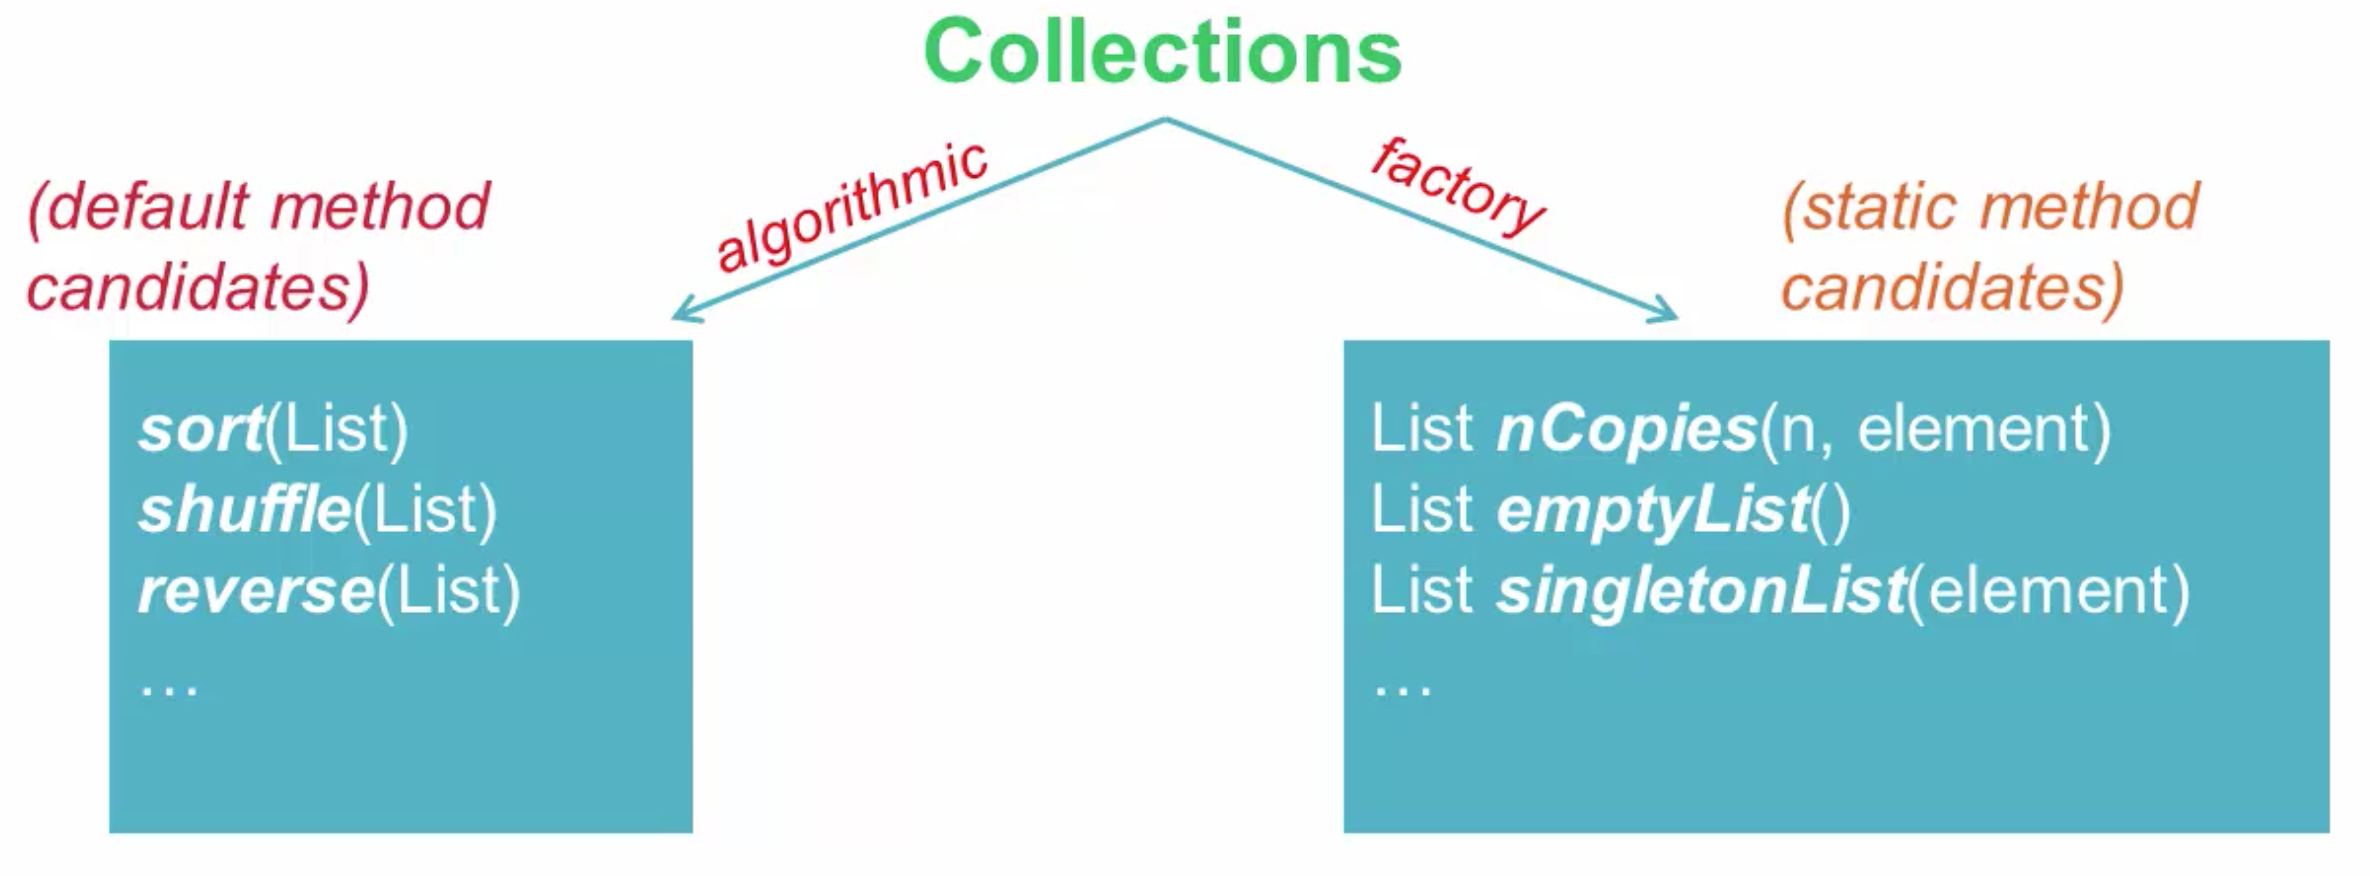 Collections
algorithmic
factory
(default method
candidates)
(static method
candidates)
sort(List)
shuffle(List)
reverse(List)
...
List nCopies(n, element)
List emptyList()
List singletonList(element)
...